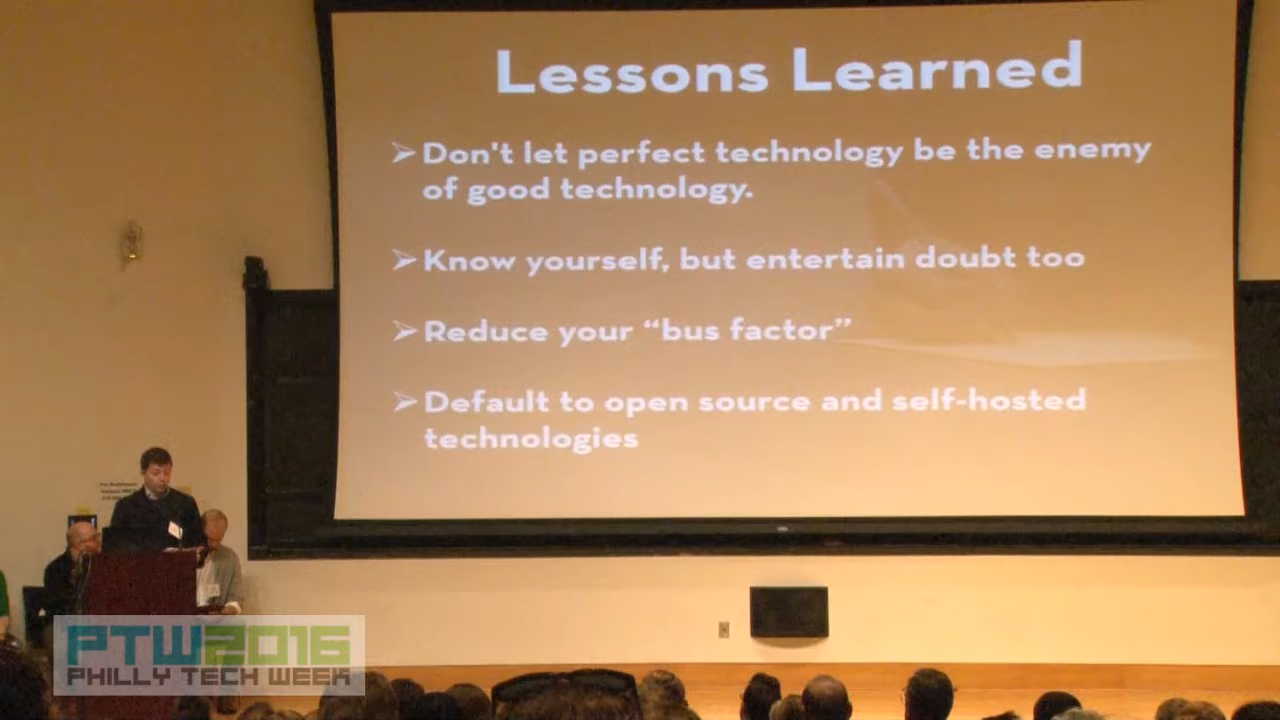 Lessons Learned
➢ Don't let perfect technology be the enemy
of good technology.
➢ Know yourself, but entertain doubt too
➢ Reduce your “bus factor”
➢ Default to open source and self-hosted
technologies
PTW2016
PHILLY TECH WEEK